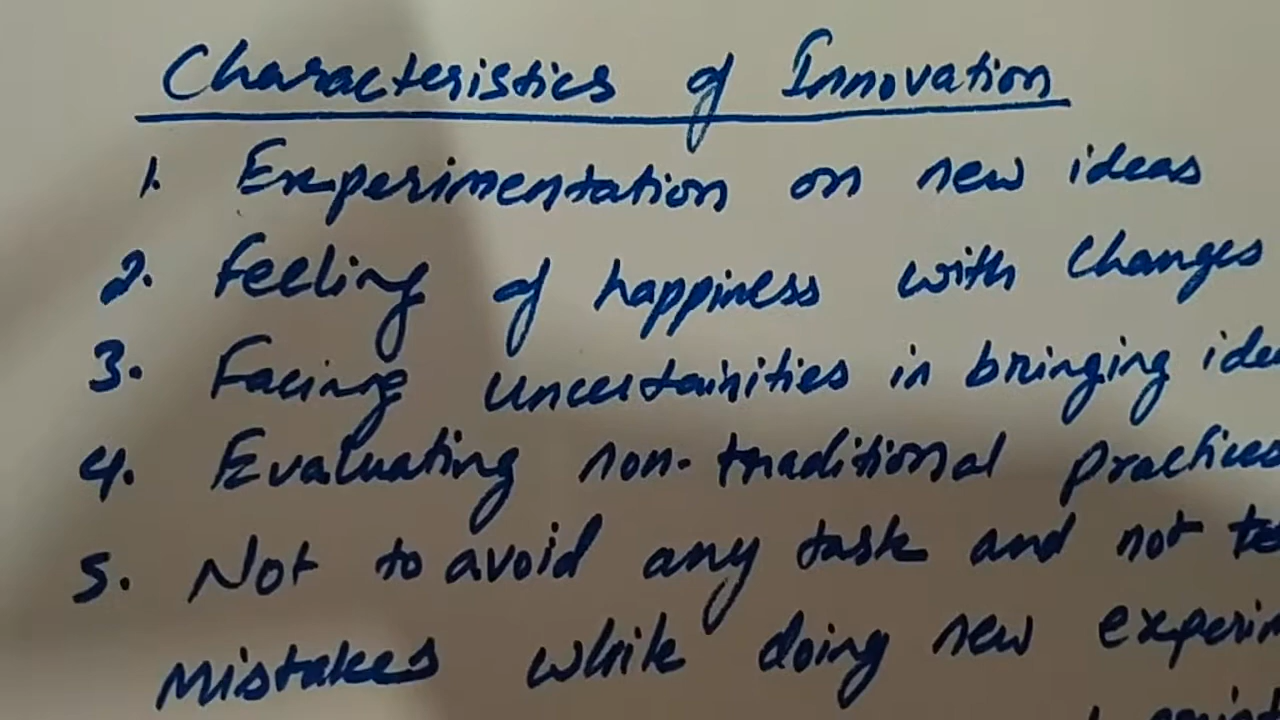 Characteristics of Innovation
1. Experimentation on new ideas
2. feeling of happiness with changes
3. Facing uncertainities in bringing
4. Evaluating non-traditional practices
5. Not to avoid any task and not
Mistakes while doing new